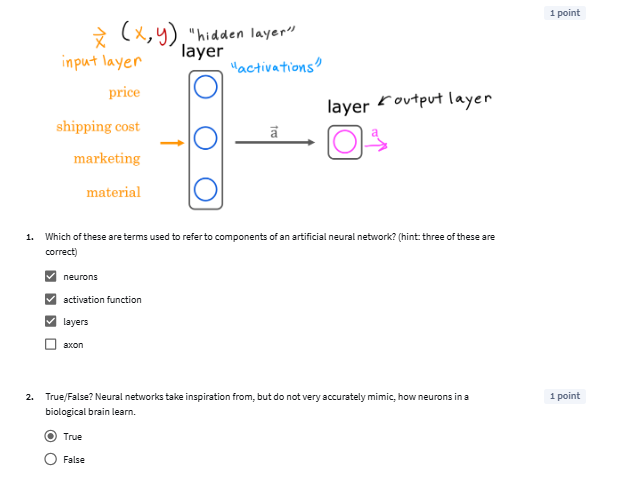 1 point
x⃗ (x,y) "hidden layer"
input layer layer
"activations"
price
layer output layer
shipping cost
a⃗
a
marketing
material
1. Which of these are terms used to refer to components of an artificial neural network? (hint: three of these are
correct)
neurons
activation function
layers
axon
2. True/False? Neural networks take inspiration from, but do not very accurately mimic, how neurons in a
1 point
biological brain learn.
True
False